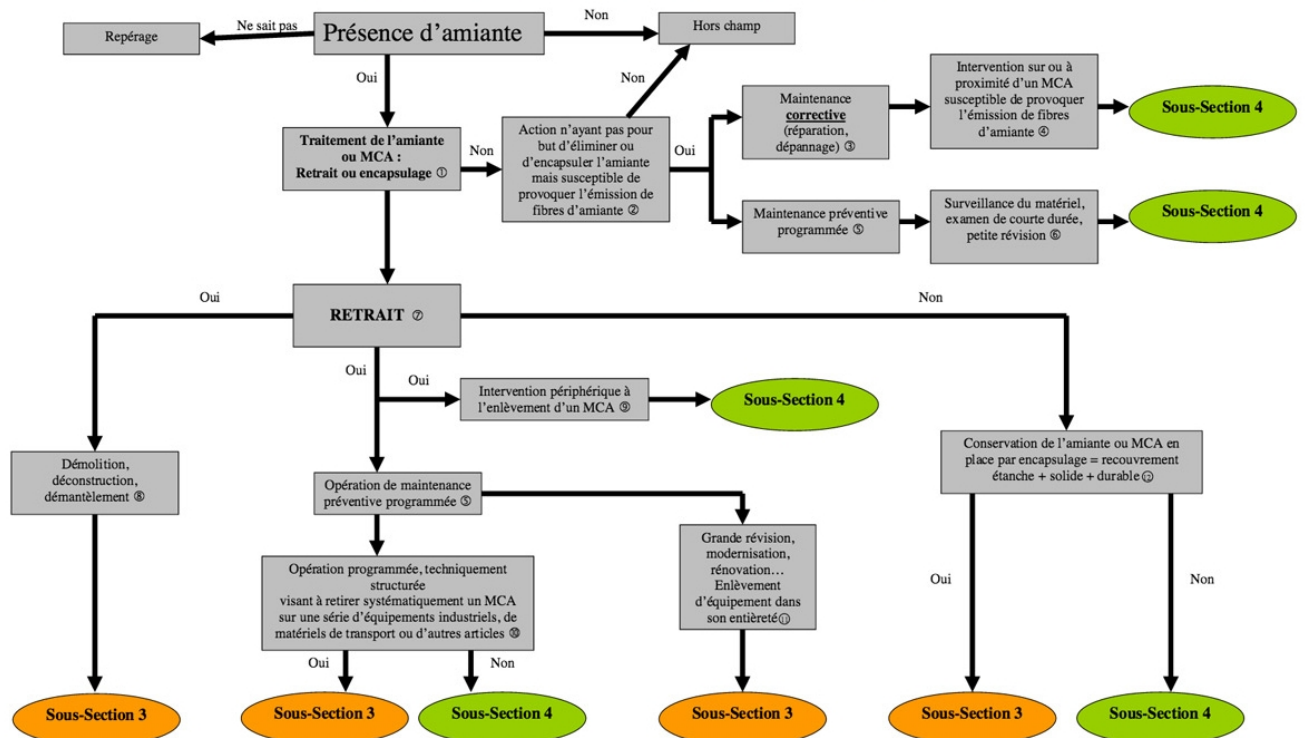 Repérage
Ne sait pas
Présence d'amiante
Non
Hors champ
Oui
Non
Traitement de l'amiante
ou MCA :
Retrait ou encapsulage ①
Non
Action n'ayant pas pour
but d'éliminer ou
d'encapsuler l'amiante
mais susceptible de
provoquer l'émission de
fibres d'amiante ②
Oui
Maintenance
corrective
(réparation,
dépannage) ③
Intervention sur ou à
proximité d'un MCA
susceptible de provoquer
l'émission de fibres
d'amiante ④
Sous-Section 4
Maintenance préventive
programmée ⑤
Surveillance du matériel,
examen de courte durée,
petite révision ⑥
Sous-Section 4
Oui
RETRAIT ⑦
Non
Oui
Oui
Intervention périphérique à
l'enlèvement d'un MCA ⑨
Sous-Section 4
Démolition,
déconstruction,
démantèlement ⑧
Opération de maintenance
préventive programmée ⑤
Conservation de l'amiante ou MCA en
place par encapsulage = recouvrement
étanche + solide + durable ⑫
Opération programmée, techniquement
structurée
visant à retirer systématiquement un MCA
sur une série d'équipements industriels, de
matériels de transport ou d'autres articles ⑩
Grande révision,
modernisation,
rénovation…
Enlèvement
d'équipement dans
son entièreté ⑪
Oui
Non
Oui
Non
Sous-Section 3
Sous-Section 3
Sous-Section 4
Sous-Section 3
Sous-Section 3
Sous-Section 4